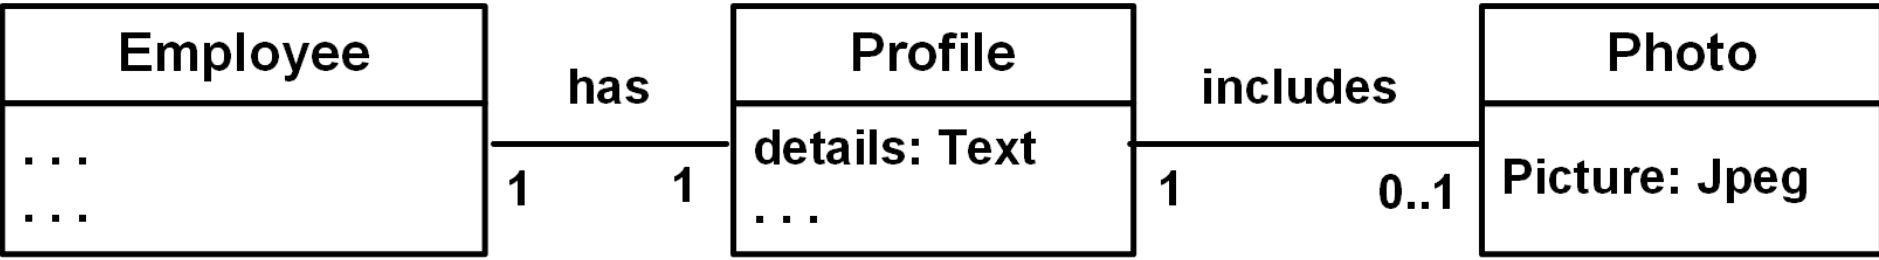 Employee
. . .
. . .
has
1
1
Profile
details: Text
. . .
includes
1
0..1
Photo
Picture: Jpeg